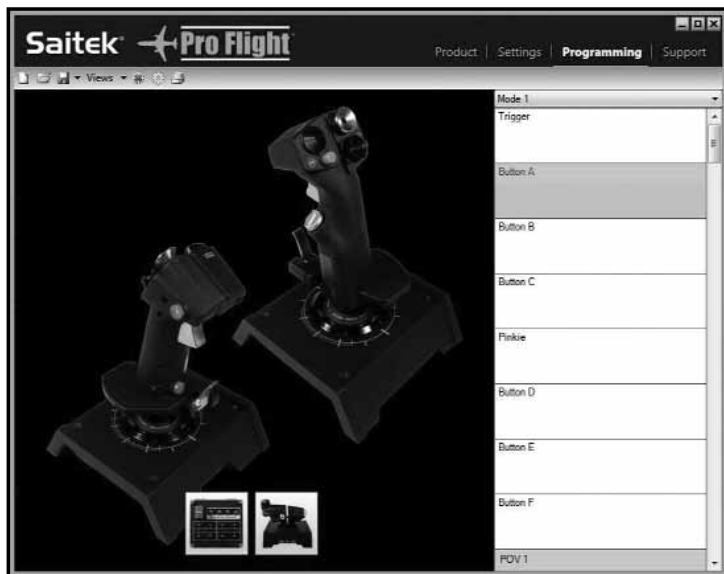 Saitek Pro Flight
Product | Settings | Programming | Support
Views
Mode 1
Trigger
Button A
Button B
Button C
Pinkie
Button D
Button E
Button F
POV 1